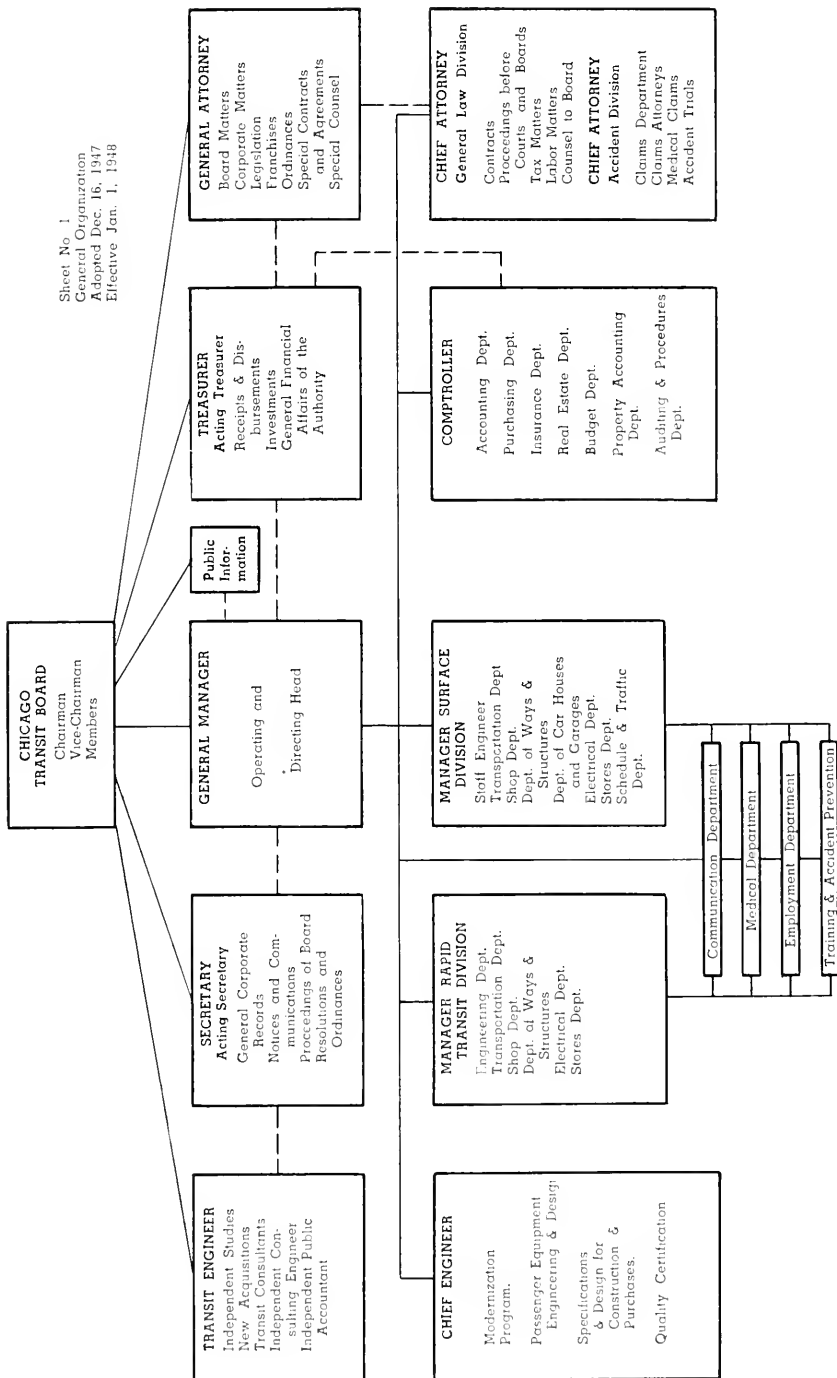 Sheet No 1
General Organization
Adopted Dec. 16, 1947
Effective Jan. 1, 1948
CHICAGO
TRANSIT BOARD
Chairman
Vice-Chairman
Members
TRANSIT ENGINEER
Independent Studies
New Acquisitions
Transit Consultants
Independent Con-
sulting Engineer
Independent Public
Accountant
SECRETARY
Acting Secretary
General Corporate
Records
Notices and Com-
munications
Proceedings of Board
Resolutions and
Ordinances
GENERAL MANAGER
Operating and
Directing Head
Public
Infor-
mation
TREASURER
Acting Treasurer
Receipts & Dis-
bursements
Investments
General Financial
Affairs of the
Authority
GENERAL ATTORNEY
Board Matters
Corporate Matters
Legislation
Franchises
Ordinances
Special Contracts
and Agreements
Special Counsel
CHIEF ENGINEER
Modernization
Program.
Passenger Equipment
Engineering & Design
Specifications
& Design for
Construction &
Purchases.
Quality Certification
MANAGER RAPID
TRANSIT DIVISION
Engineering Dept.
Transportation Dept.
Shop Dept.
Dept. of Ways &
Structures
Electrical Dept.
Stores Dept.
MANAGER SURFACE
DIVISION
Staff Engineer
Transportation Dept
Shop Dept.
Dept. of Ways &
Structures
Dept. of Car Houses
and Garages
Electrical Dept.
Stores Dept.
Schedule & Traffic
Dept.
COMPTROLLER
Accounting Dept.
Purchasing Dept.
Insurance Dept.
Real Estate Dept.
Budget Dept.
Property Accounting
Dept.
Auditing & Procedures
Dept.
CHIEF ATTORNEY
General Law Division
Contracts
Proceedings before
Courts and Boards
Tax Matters
Labor Matters
Counsel to Board
CHIEF ATTORNEY
Accident Division
Claims Department
Claims Attorneys
Medical Claims
Accident Trials
Communication Department
Medical Department
Employment Department
Training & Accident Prevention